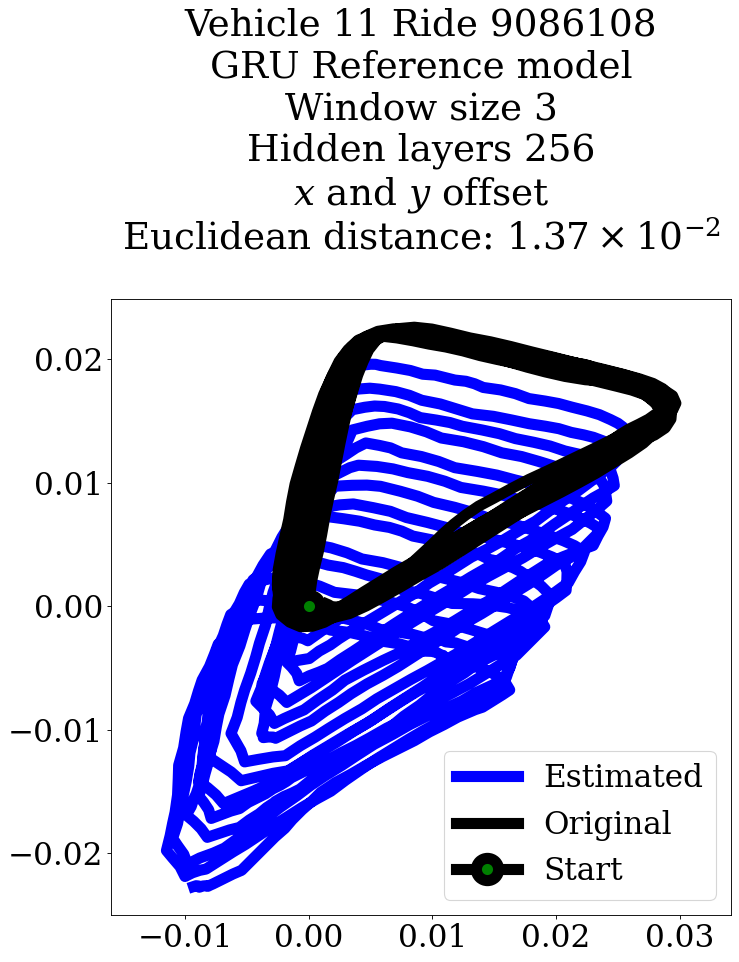 Vehicle 11 Ride 9086108
GRU Reference model
Window size 3
Hidden layers 256
x and y offset
Euclidean distance: 1.37 × 10⁻²
0.02
0.01
0.00
−0.01
−0.02
Estimated
Original
Start
−0.01 0.00 0.01 0.02 0.03